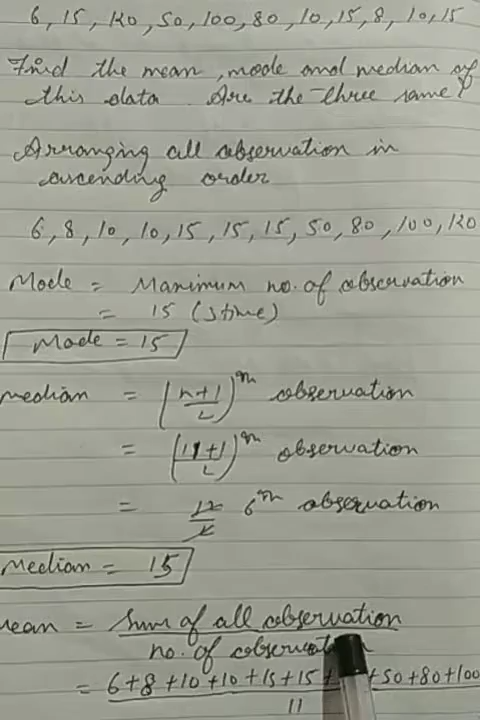 6, 15, 120, 50, 100, 80, 10, 15, 8, 10, 15
Find the mean, mode and median of
this data. Are the three same?
Arranging all observation in
ascending order
6, 8, 10, 10, 15, 15, 15, 50, 80, 100, 120
Mode = Maximum no. of observation
= 15 (3 time)
Mode = 15
median = (n+1/2)th observation
= (11+1/2)th observation
= 12/2 6th observation
Median = 15
mean = Sum of all observation
no. of observation
= 6+8+10+10+15+15+ +50+80+100
11